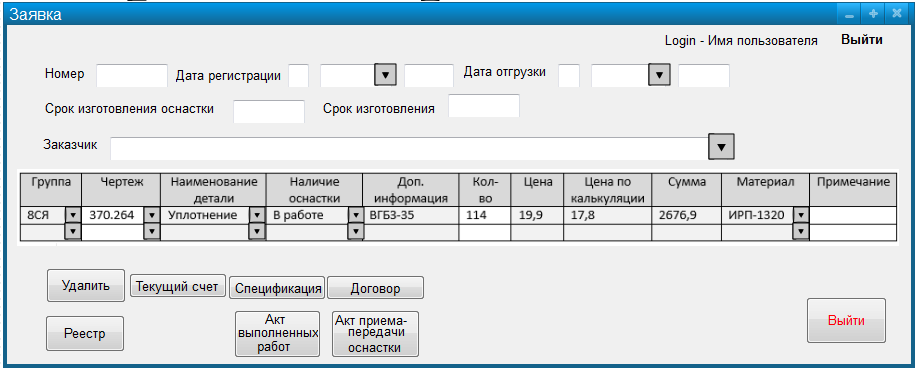 Заявка
Login - Имя пользователя Выйти
Номер Дата регистрации Дата отгрузки
Срок изготовления оснастки Срок изготовления
Заказчик
Группа Чертеж Наименование детали Наличие оснастки Доп. информация Кол-во Цена Цена по калькуляции Сумма Материал Примечание
8СЯ 370.264 Уплотнение В работе ВГБЗ-35 114 19,9 17,8 2676,9 ИРП-1320
Удалить Текущий счет Спецификация Договор
Реестр Акт выполненных работ Акт приема-передачи оснастки Выйти